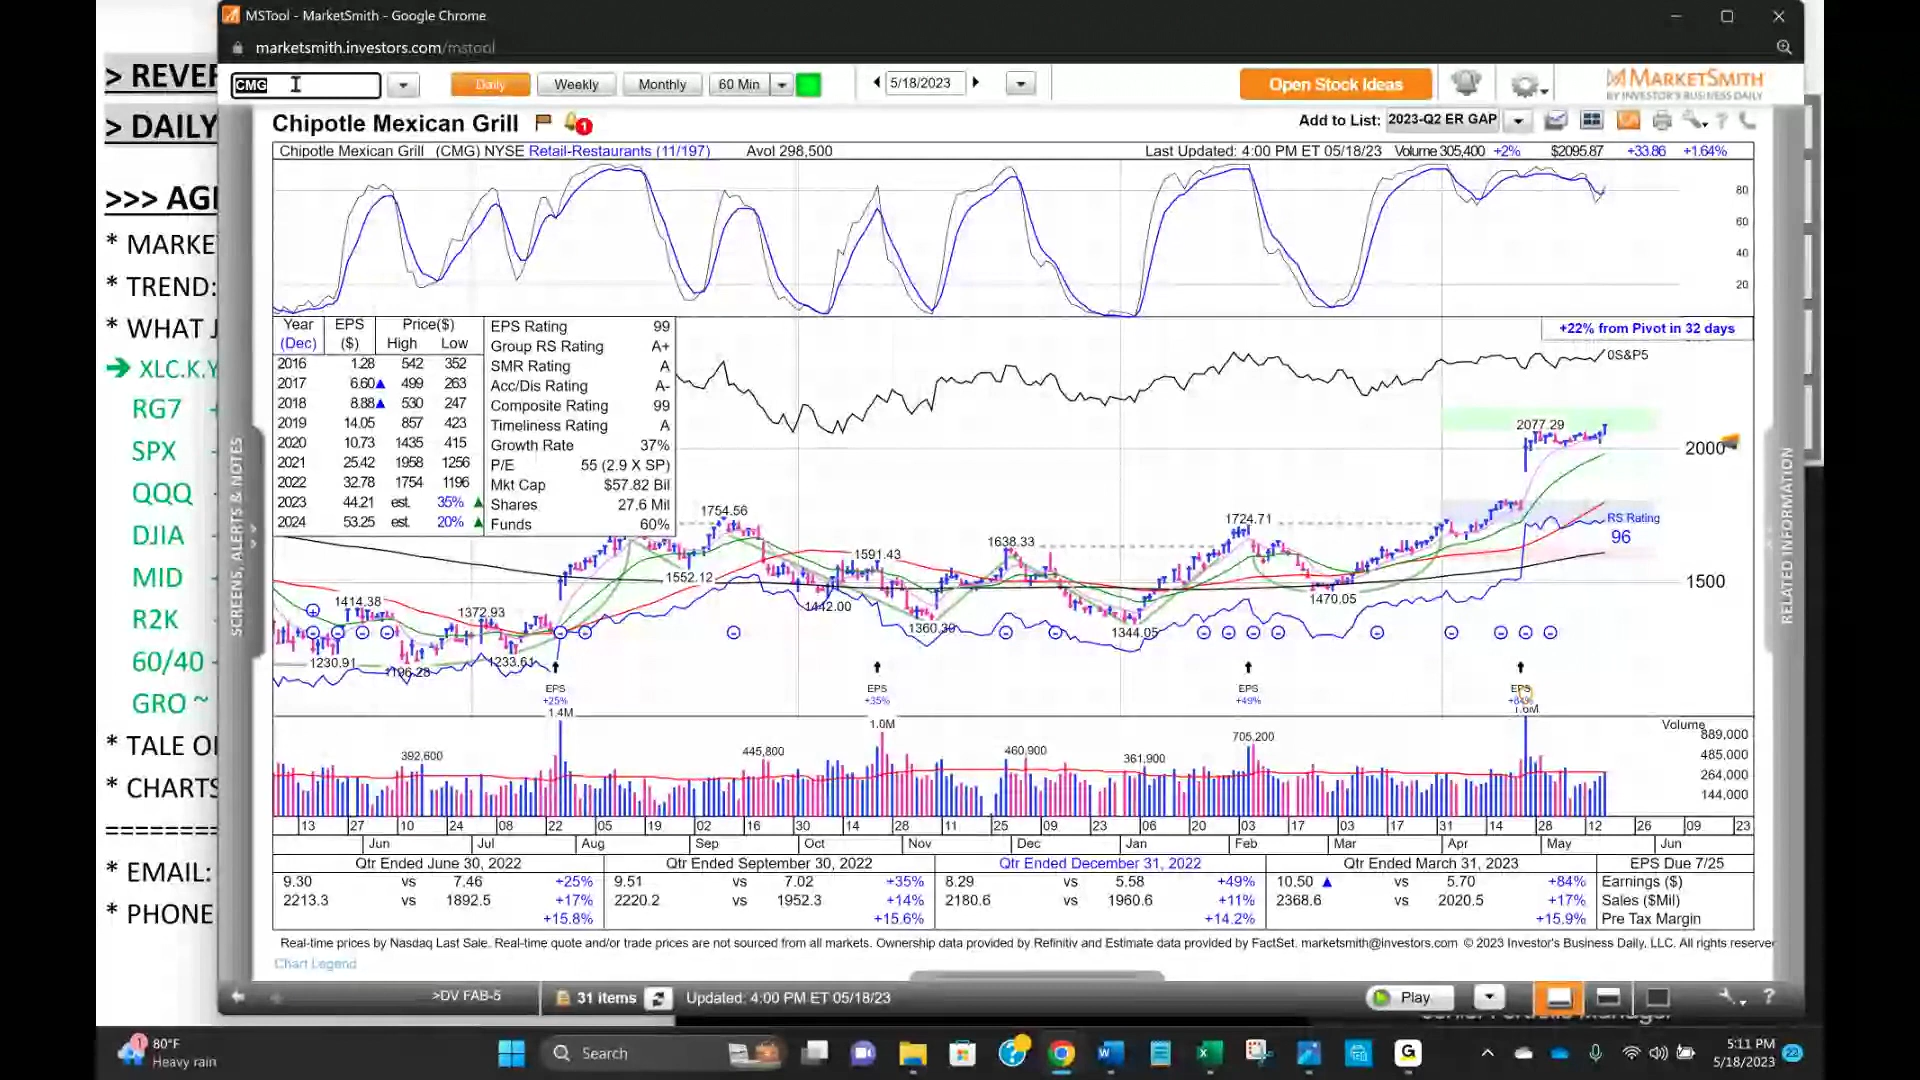 MSTool - MarketSmith - Google Chrome
marketsmith.investors.com/mstool
CMG
Daily
Weekly
Monthly
60 Min
5/18/2023
Open Stock Ideas
MARKETSMITH
BY INVESTOR'S BUSINESS DAILY
Chipotle Mexican Grill
1
Add to List:
2023-Q2 ER GAP
Chipotle Mexican Grill (CMG) NYSE Retail-Restaurants (11/197) Avol 298,500
Last Updated: 4:00 PM ET 05/18/23 Volume 305,400 +2% $2095.87 +33.86 +1.64%
80
60
40
20
+22% from Pivot in 32 days
0S&P5
Year EPS Price($)
(Dec) ($) High Low
2016 1.28 542 352
2017 6.60 499 263
2018 8.88 530 247
2019 14.05 857 423
2020 10.73 1435 415
2021 25.42 1958 1256
2022 32.78 1754 1196
2023 44.21 est. 35%
2024 53.25 est. 20%
EPS Rating 99
Group RS Rating A+
SMR Rating A
Acc/Dis Rating A-
Composite Rating 99
Timeliness Rating A
Growth Rate 37%
P/E 55 (2.9 X SP)
Mkt Cap $57.82 Bil
Shares 27.6 Mil
Funds 60%
2077.29
2000
1754.56
1724.71
RS Rating
96
1638.33
1591.43
1552.12
1500
1470.05
1442.00
1414.38
1372.93
1360.30
1344.05
1230.91
1233.61
1196.28
EPS
+25%
1.4M
EPS
+35%
1.0M
EPS
+49%
EPS
+84%
1.6M
Volume
889,000
485,000
264,000
144,000
392,600
445,800
460,900
361,900
705,200
13 27 10 24 08 22 05 19 02 16 30 14 28 11 25 09 23 06 20 03 17 03 17 31 14 28 12 26 09 23
Jun Jul Aug Sep Oct Nov Dec Jan Feb Mar Apr May Jun
Qtr Ended June 30, 2022
Qtr Ended September 30, 2022
Qtr Ended December 31, 2022
Qtr Ended March 31, 2023
EPS Due 7/25
9.30 vs 7.46 +25% 9.51 vs 7.02 +35% 8.29 vs 5.58 +49% 10.50 vs 5.70 +84% Earnings ($)
2213.3 vs 1892.5 +17% 2220.2 vs 1952.3 +14% 2180.6 vs 1960.6 +11% 2368.6 vs 2020.5 +17% Sales ($Mil)
+15.8% +15.6% +14.2% +15.9% Pre Tax Margin
Real-time prices by Nasdaq Last Sale. Real-time quote and/or trade prices are not sourced from all markets. Ownership data provided by Refinitiv and Estimate data provided by FactSet. marketsmith@investors.com © 2023 Investor's Business Daily, LLC. All rights reserve
Chart Legend
SCREENS, ALERTS & NOTES
RELATED INFORMATION
>DV FAB-5
31 items
Updated: 4:00 PM ET 05/18/23
Play
> REVE
> DAILY
>>> AG
* MARKE
* TREND:
* WHAT J
XLC.K.Y
RG7
SPX
QQQ
DJIA
MID
R2K
60/40
GRO ~
* TALE O
* CHARTS
* EMAIL:
* PHONE
1
80°F
Heavy rain
Search
5:11 PM
5/18/2023
22